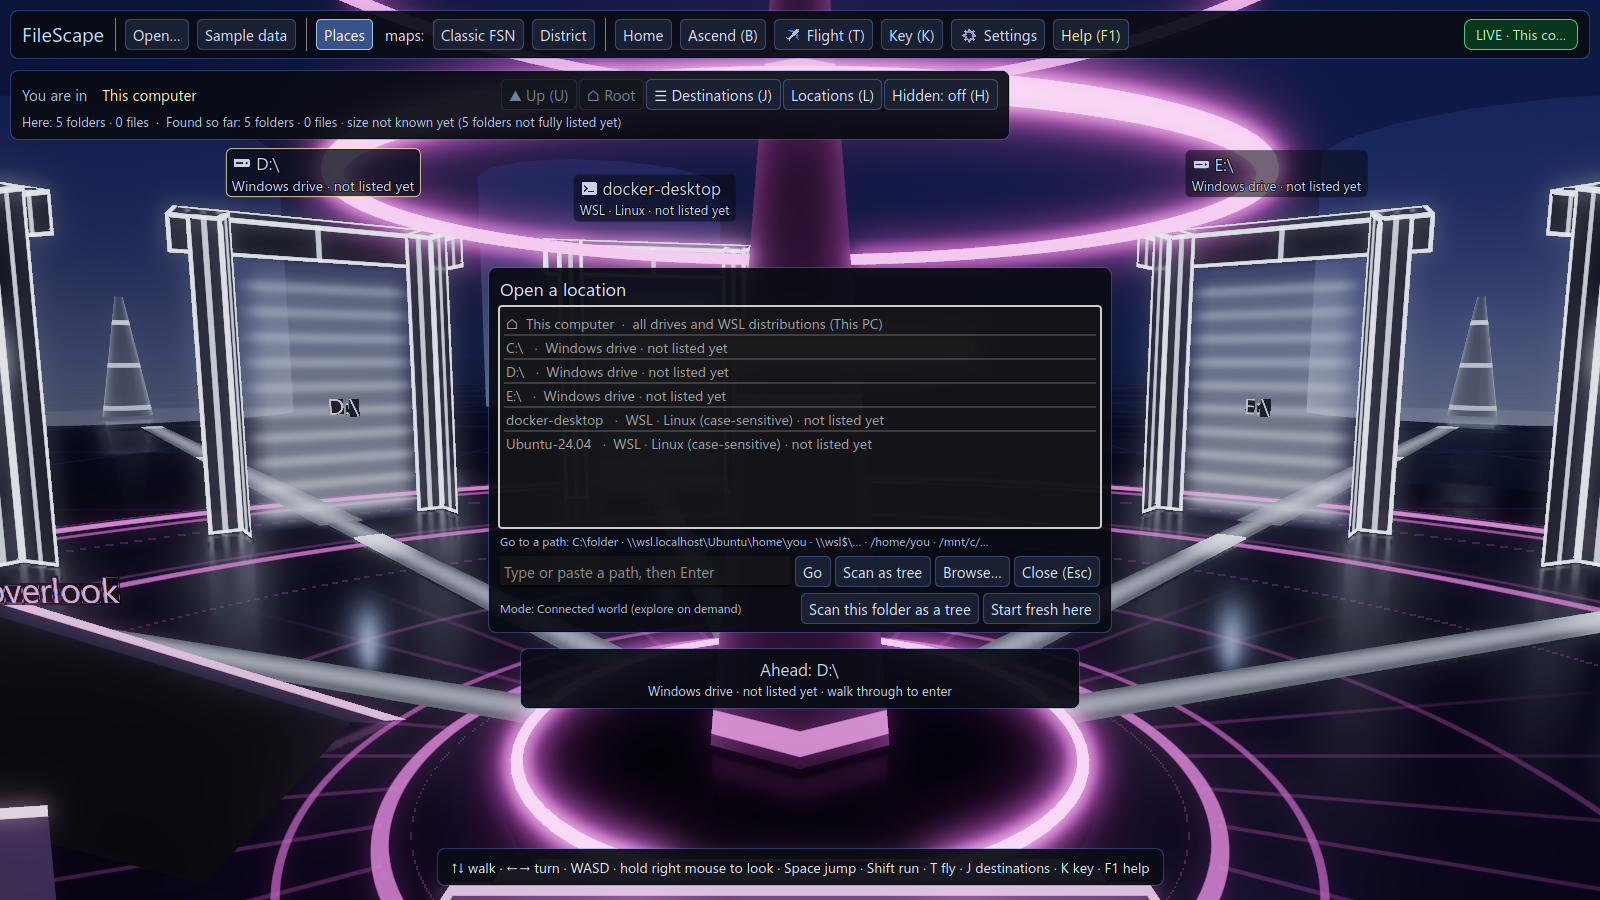 FileScape Open... Sample data Places maps: Classic FSN District Home Ascend (B) Flight (T) Key (K) Settings Help (F1) LIVE · This co...
You are in This computer ▲ Up (U) Root ☰ Destinations (J) Locations (L) Hidden: off (H)
Here: 5 folders · 0 files · Found so far: 5 folders · 0 files · size not known yet (5 folders not fully listed yet)
D:\
Windows drive · not listed yet
docker-desktop
WSL · Linux · not listed yet
E:\
Windows drive · not listed yet
Open a location
This computer · all drives and WSL distributions (This PC)
C:\ · Windows drive · not listed yet
D:\ · Windows drive · not listed yet
E:\ · Windows drive · not listed yet
docker-desktop · WSL · Linux (case-sensitive) · not listed yet
Ubuntu-24.04 · WSL · Linux (case-sensitive) · not listed yet
D:\
E:\
Go to a path: C:\folder · \\wsl.localhost\Ubuntu\home\you · \\wsl$\... · /home/you · /mnt/c/...
Type or paste a path, then Enter Go Scan as tree Browse... Close (Esc)
Mode: Connected world (explore on demand) Scan this folder as a tree Start fresh here
overlook
Ahead: D:\
Windows drive · not listed yet · walk through to enter
↑↓ walk · ←→ turn · WASD · hold right mouse to look · Space jump · Shift run · T fly · J destinations · K key · F1 help